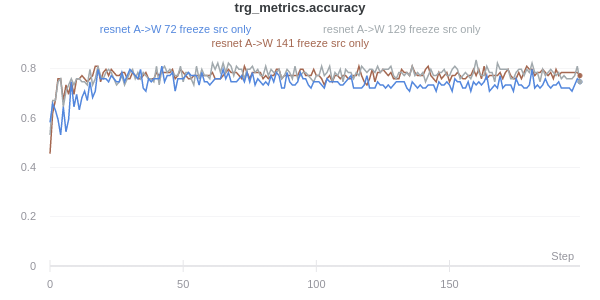 trg_metrics.accuracy
resnet A->W 72 freeze src only
resnet A->W 129 freeze src only
resnet A->W 141 freeze src only
0.8
0.6
0.4
0.2
Step
0
0
50
100
150